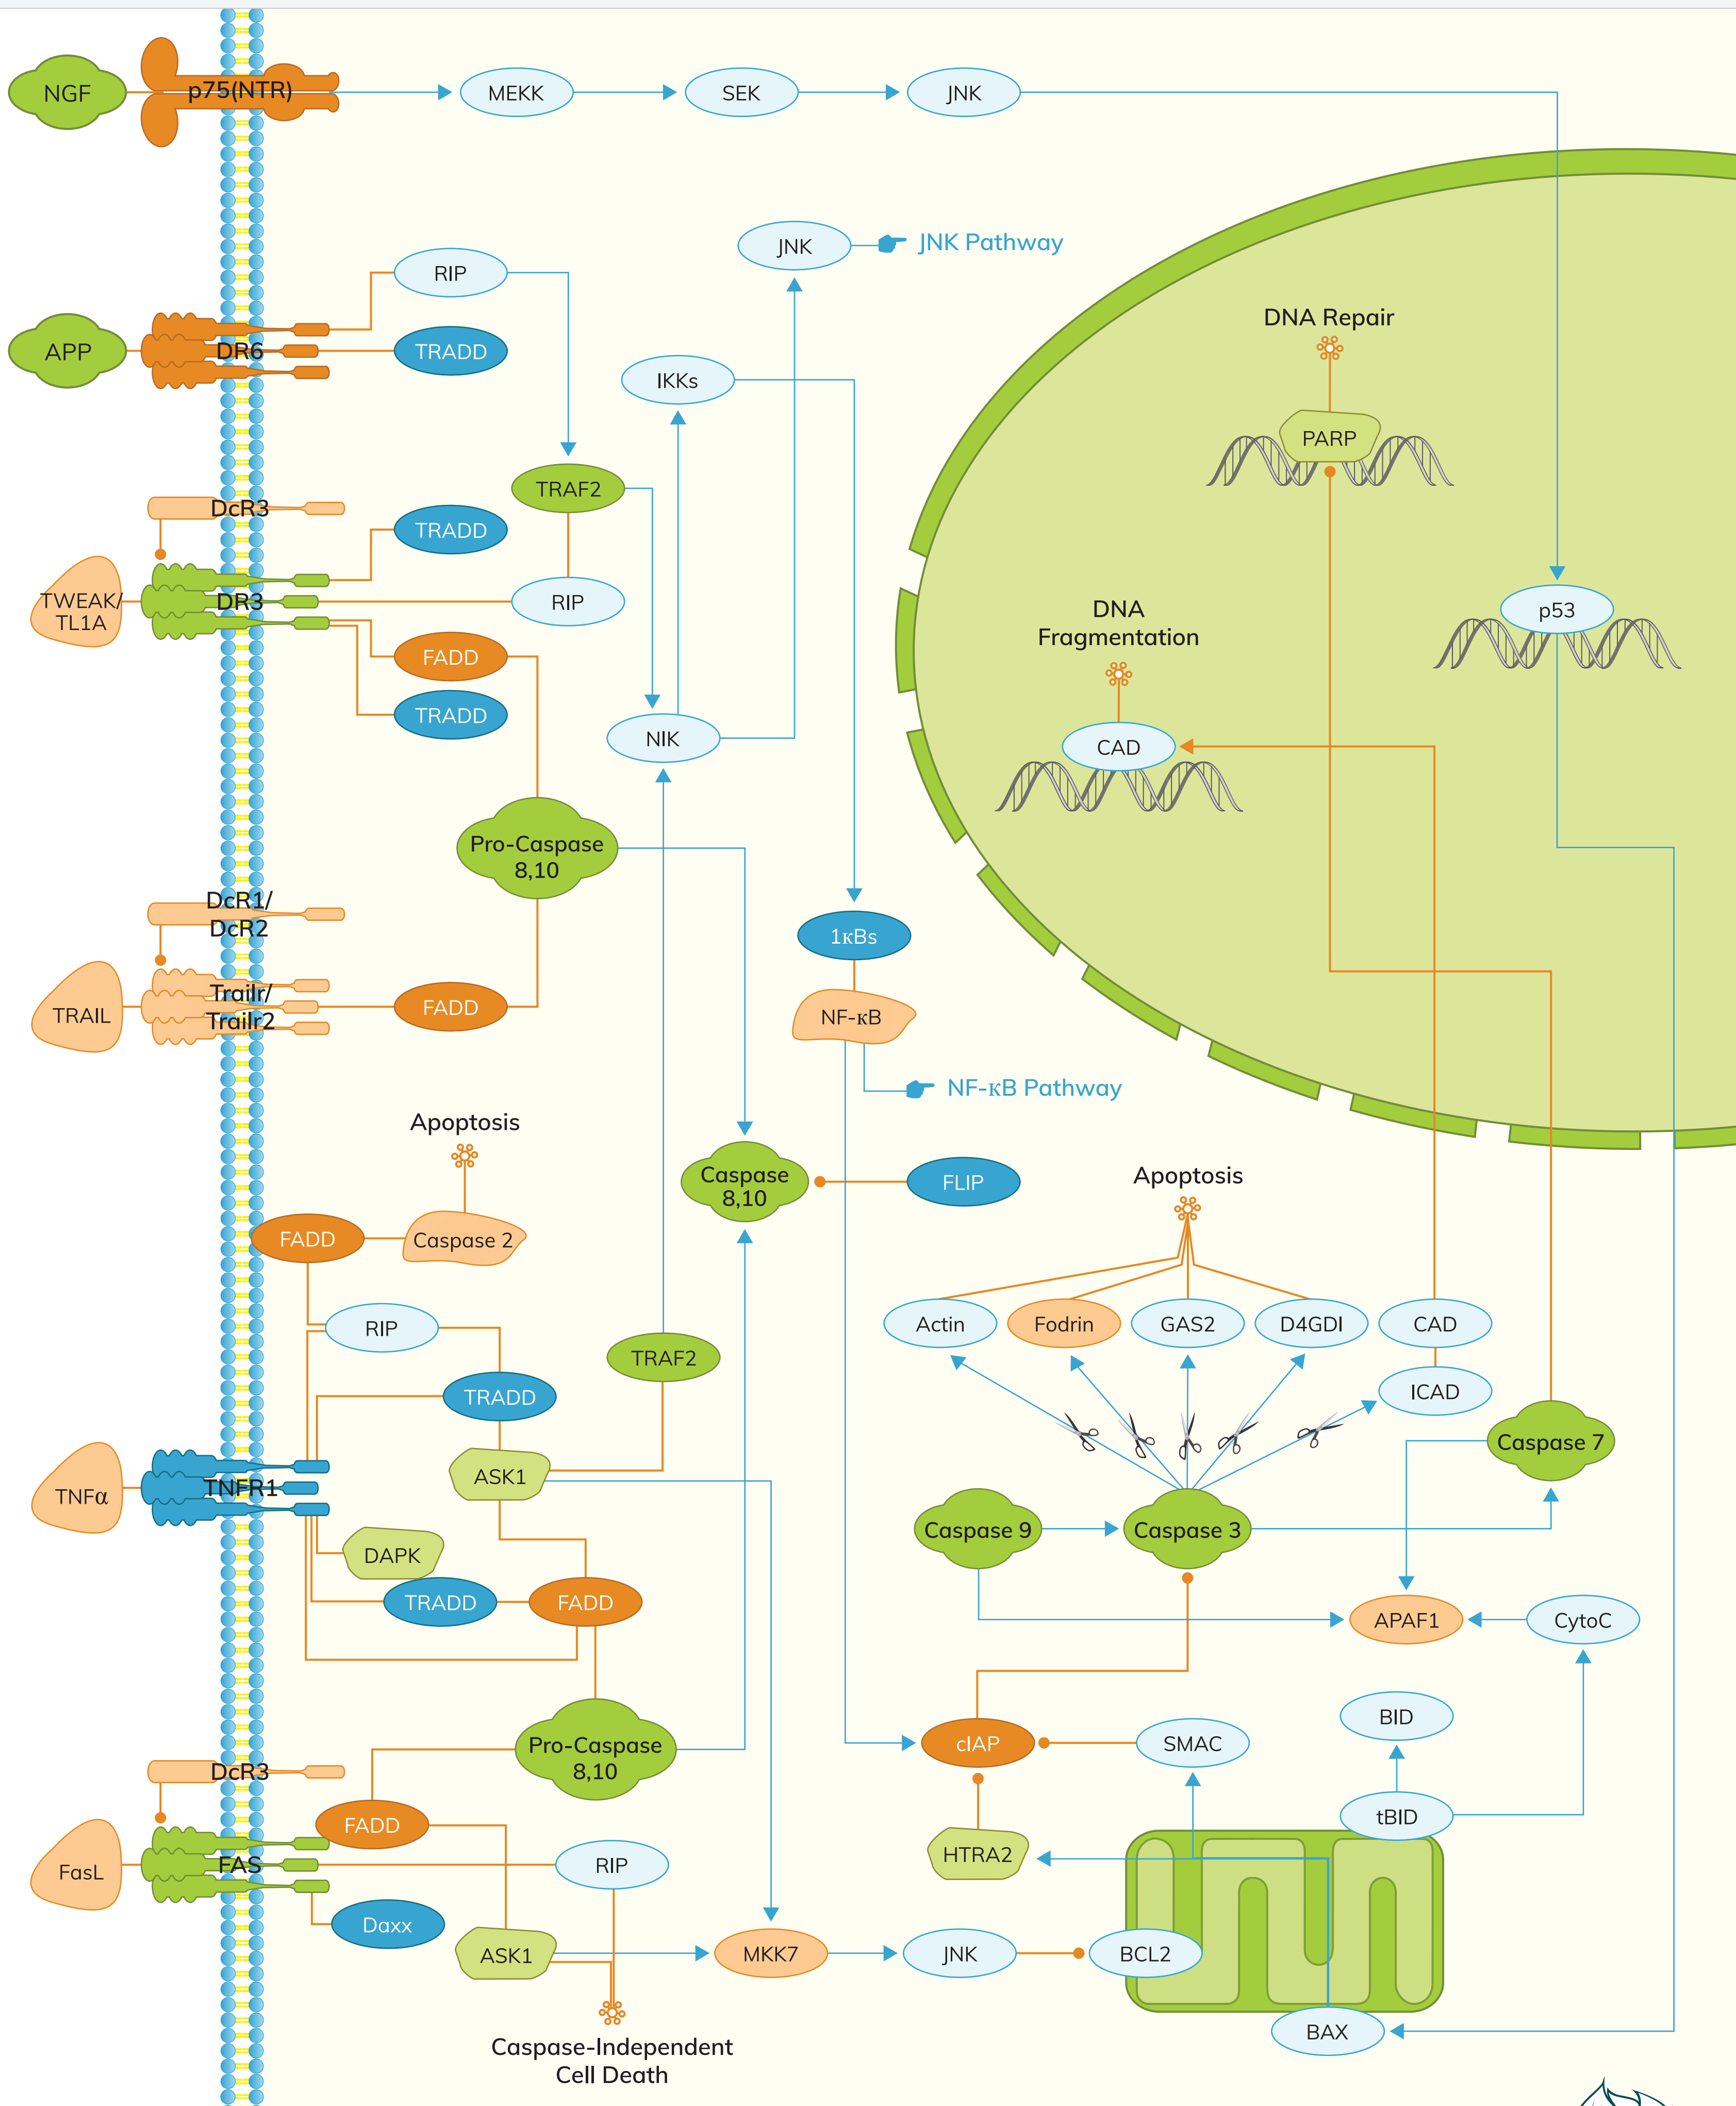 NGF
p75(NTR)
MEKK
SEK
JNK
JNK
JNK Pathway
RIP
DNA Repair
APP
DR6
TRADD
IKKs
PARP
TRAF2
DcR3
TRADD
TWEAK/
TL1A
DR3
RIP
DNA
Fragmentation
p53
FADD
TRADD
NIK
CAD
Pro-Caspase
8,10
DcR1/
DcR2
1κBs
TRAIL
Trailr/
Trailr2
FADD
NF-κB
NF-κB Pathway
Apoptosis
Caspase
8,10
FLIP
Apoptosis
FADD
Caspase 2
RIP
Actin
Fodrin
GAS2
D4GDI
CAD
TRAF2
TRADD
ICAD
Caspase 7
TNFα
TNFR1
ASK1
Caspase 9
Caspase 3
DAPK
TRADD
FADD
APAF1
CytoC
BID
Pro-Caspase
8,10
cIAP
SMAC
DcR3
tBID
FADD
HTRA2
FasL
FAS
RIP
Daxx
ASK1
MKK7
JNK
BCL2
BAX
Caspase-Independent
Cell Death